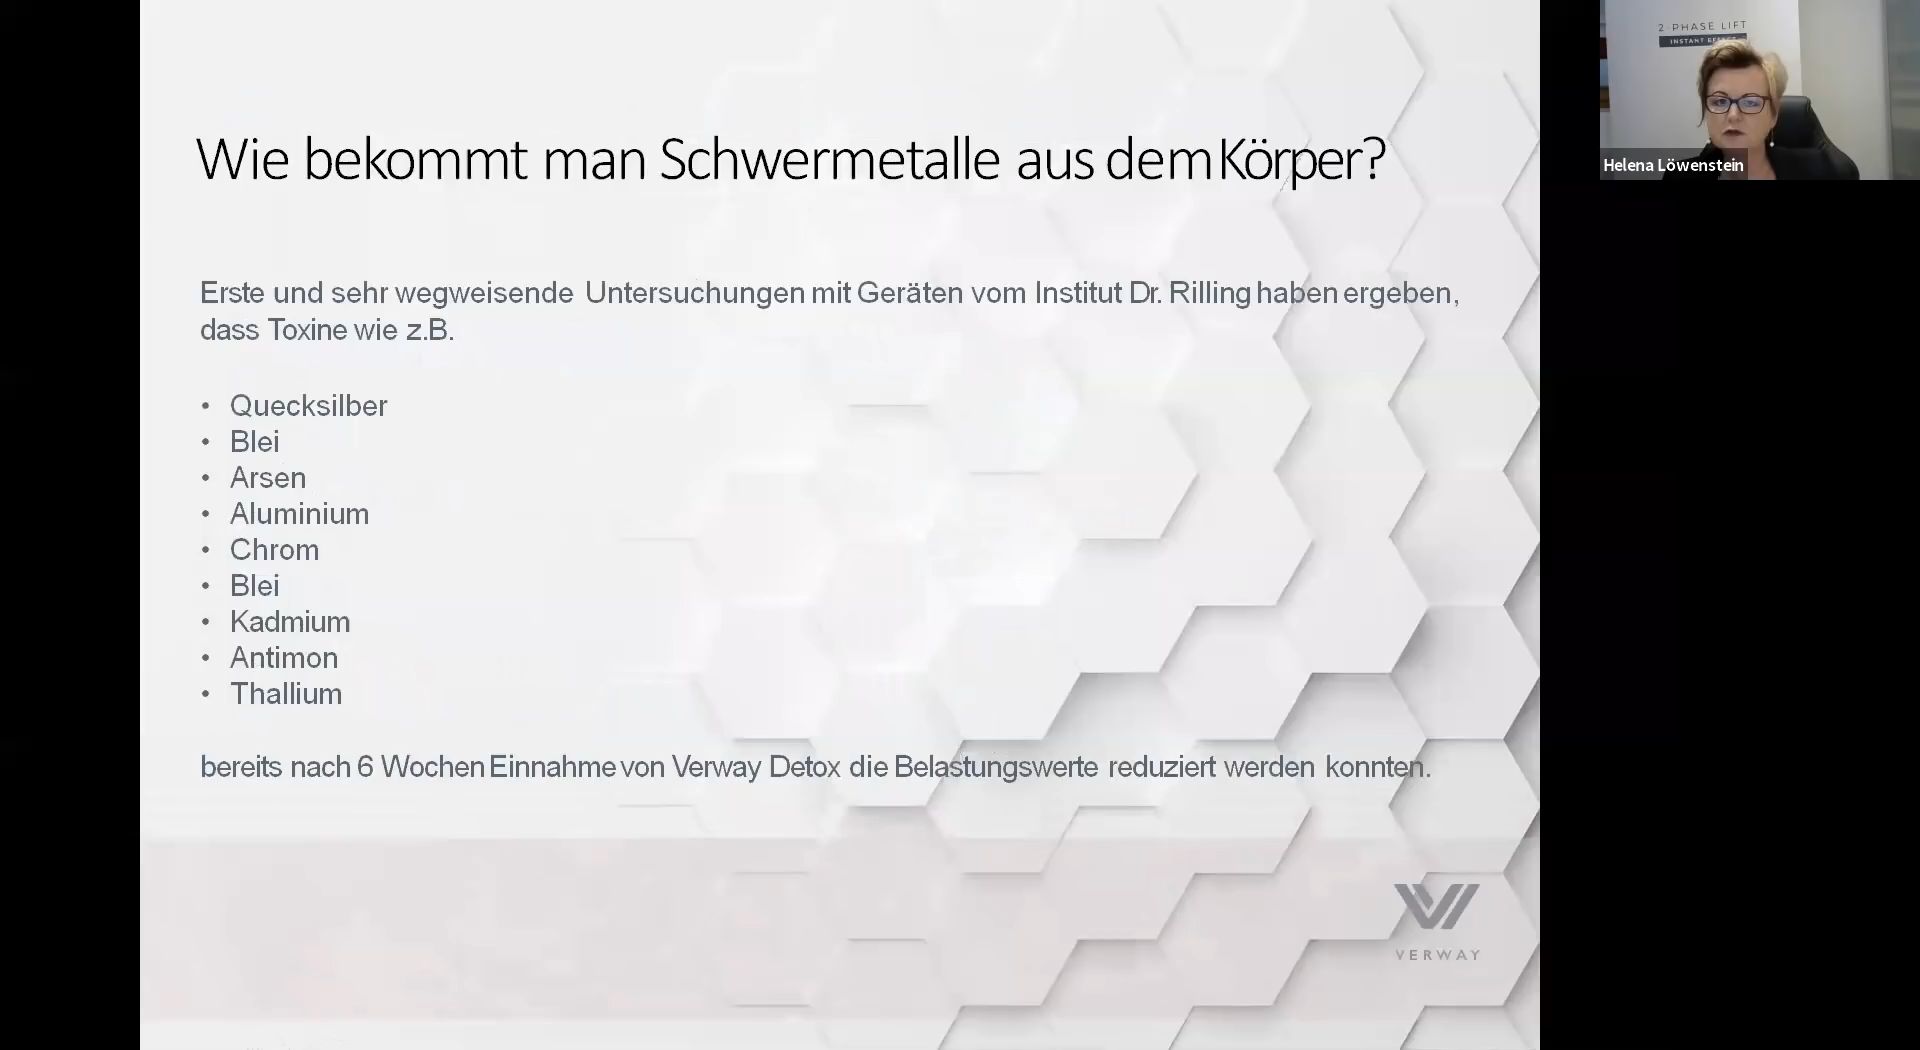 Wie bekommt man Schwermetalle aus dem Körper?
Erste und sehr wegweisende Untersuchungen mit Geräten vom Institut Dr. Rilling haben ergeben,
dass Toxine wie z.B.
• Quecksilber
• Blei
• Arsen
• Aluminium
• Chrom
• Blei
• Kadmium
• Antimon
• Thallium
bereits nach 6 Wochen Einnahme von Verway Detox die Belastungswerte reduziert werden konnten.
VERWAY
2-PHASE LIFT
INSTANT EFFECT
Helena Löwenstein